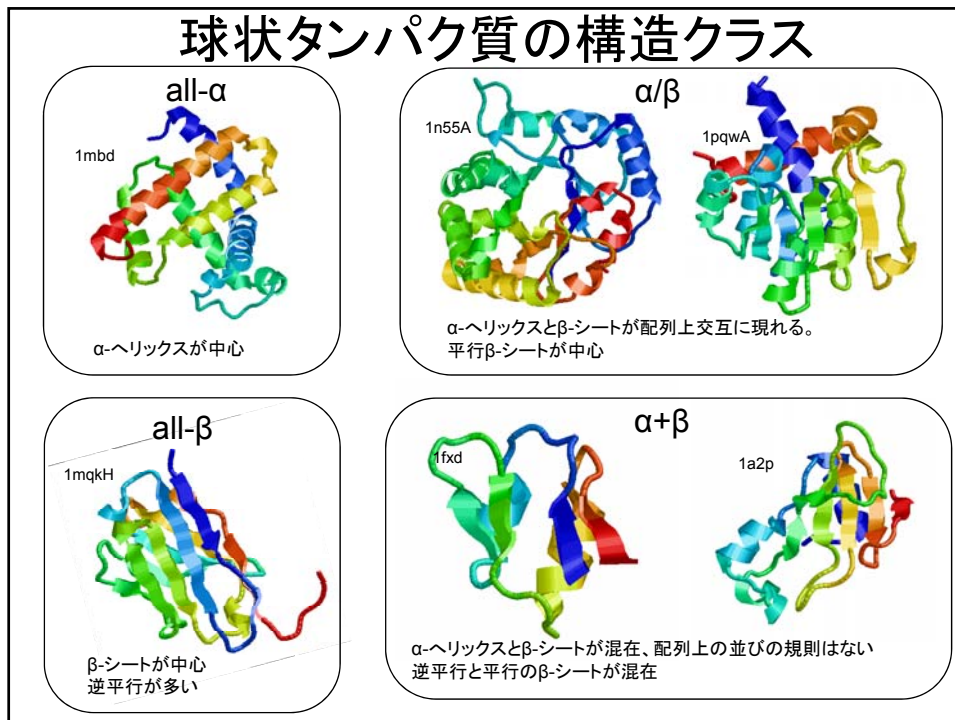 球状タンパク質の構造クラス
all-α
1mbd
α-ヘリックスが中心
α/β
1n55A
1pqwA
α-ヘリックスとβ-シートが配列上交互に現れる。
平行β-シートが中心
all-β
1mqkH
β-シートが中心
逆平行が多い
α+β
1fxd
1a2p
α-ヘリックスとβ-シートが混在、配列上の並びの規則はない
逆平行と平行のβ-シートが混在